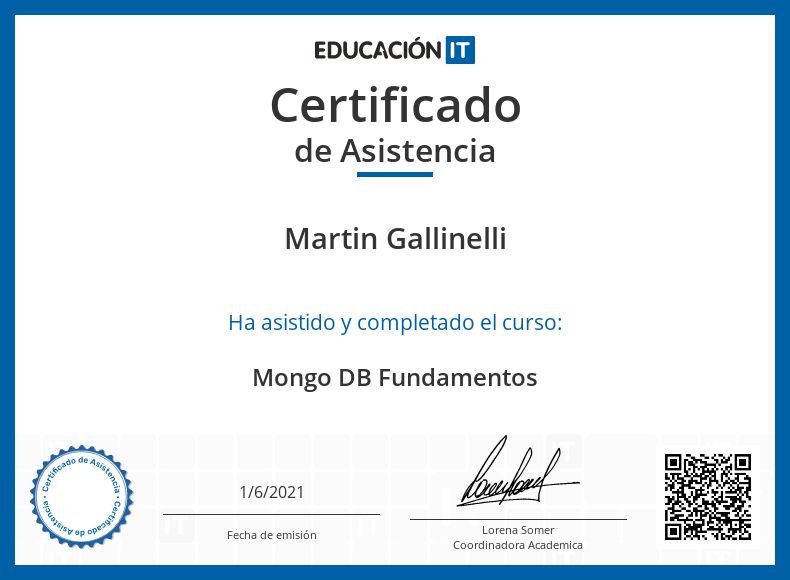 EDUCACIÓN IT
Certificado
de Asistencia
Martin Gallinelli
Ha asistido y completado el curso:
Mongo DB Fundamentos
Certificado de Asistencia • Certificado de Asistencia •
1/6/2021
Fecha de emisión
Lorena Somer
Coordinadora Academica